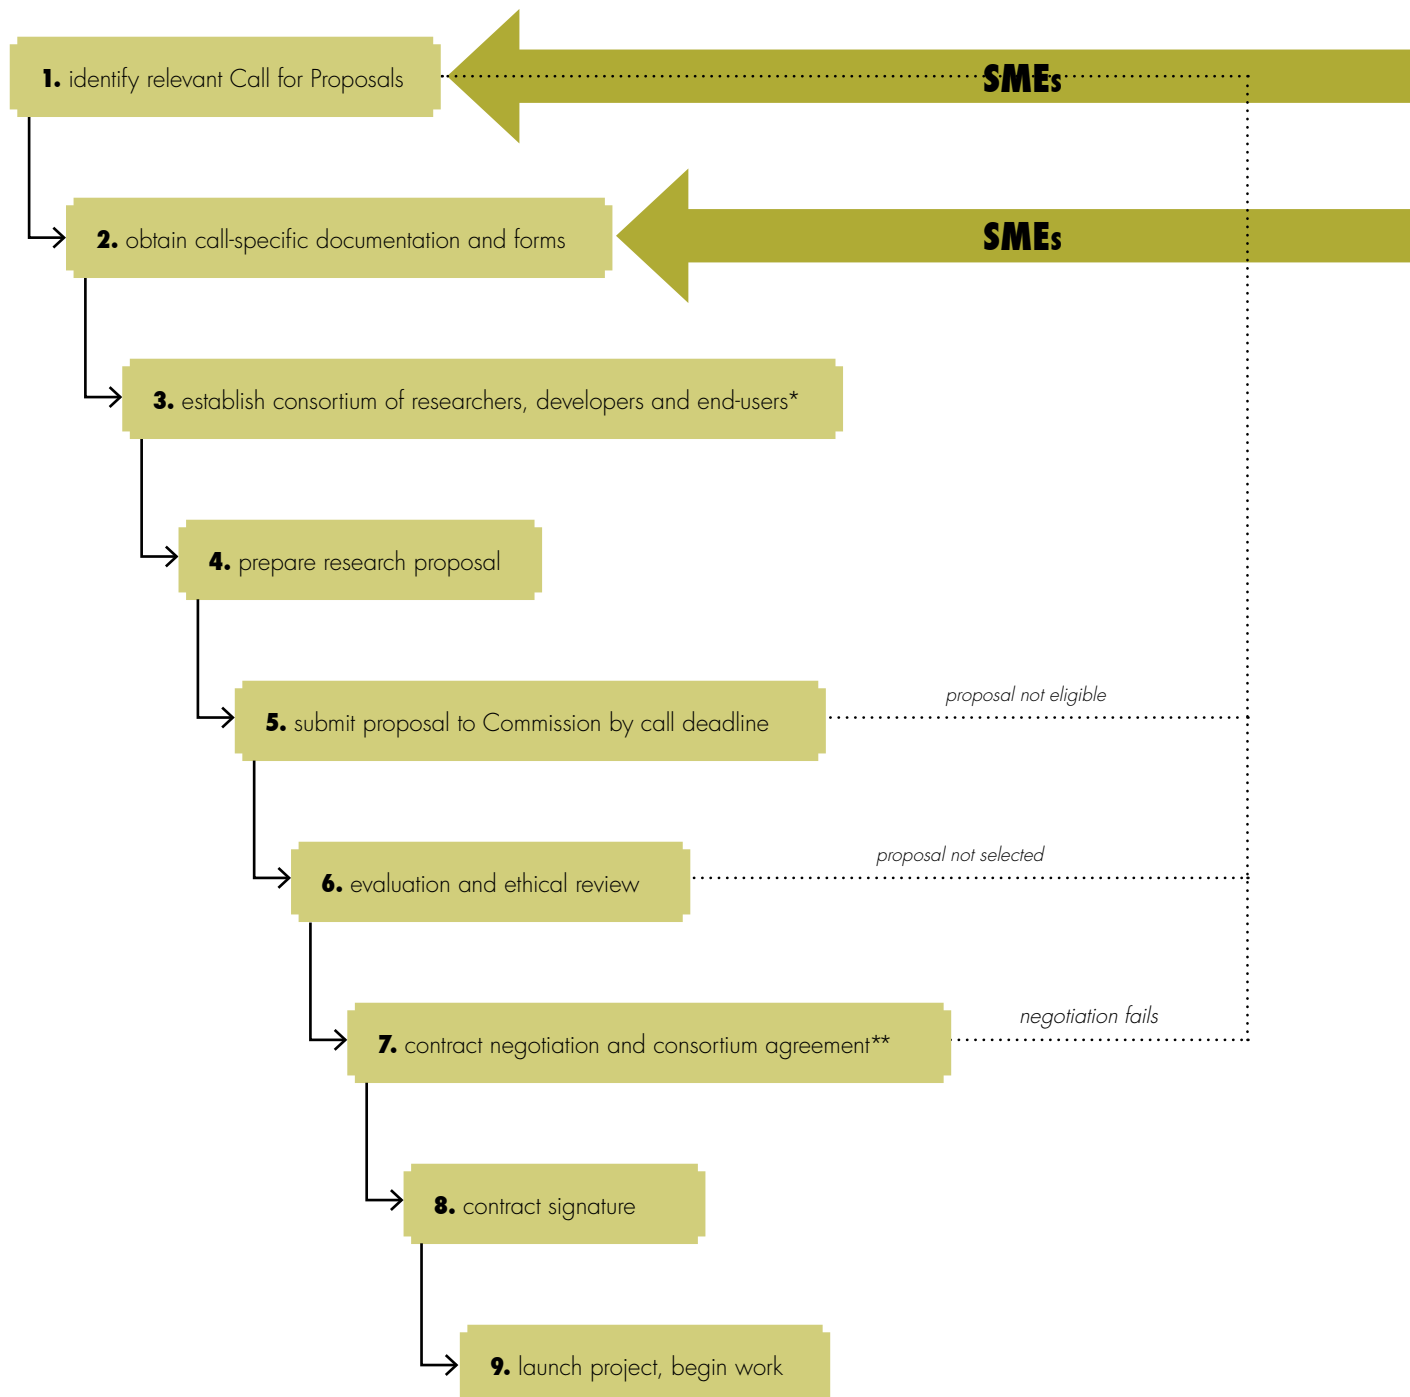 1. identify relevant Call for Proposals
SMEs
2. obtain call-specific documentation and forms
SMEs
3. establish consortium of researchers, developers and end-users*
4. prepare research proposal
proposal not eligible
5. submit proposal to Commission by call deadline
proposal not selected
6. evaluation and ethical review
negotiation fails
7. contract negotiation and consortium agreement**
8. contract signature
9. launch project, begin work